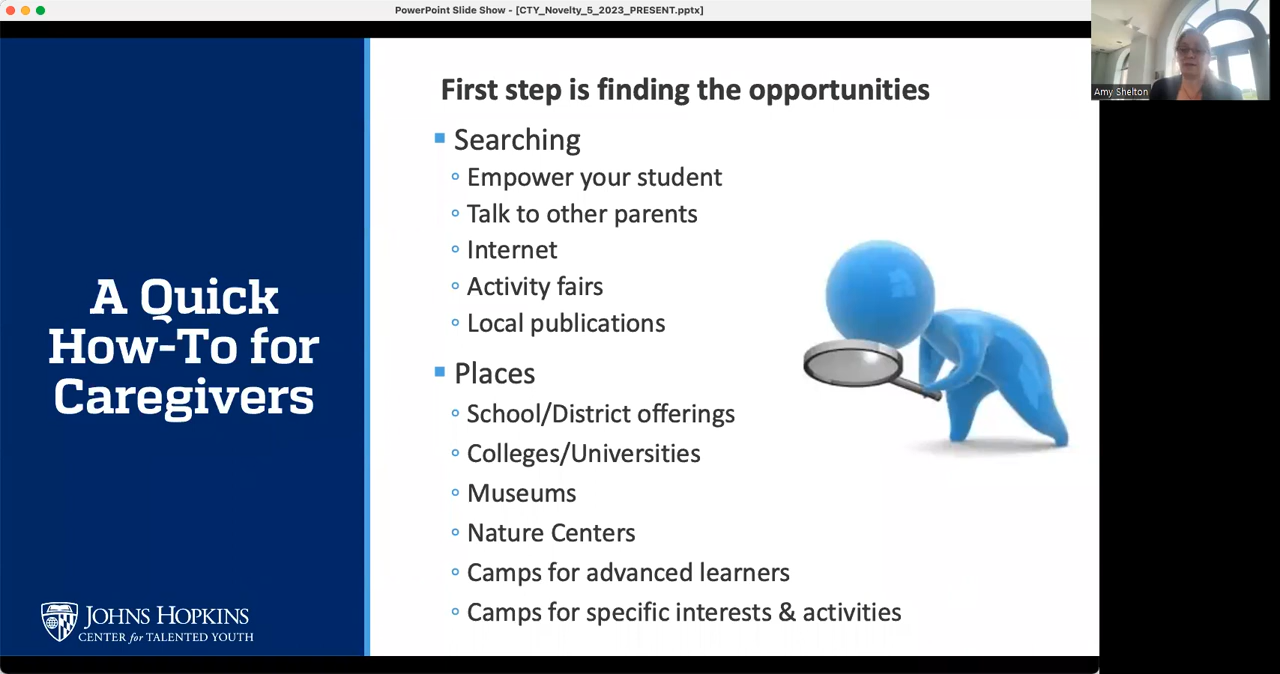 PowerPoint Slide Show - [CTY_Novelty_5_2023_PRESENT.pptx]
Amy Shelton
A Quick
How-To for
Caregivers
JOHNS HOPKINS
CENTER for TALENTED YOUTH
First step is finding the opportunities
Searching
Empower your student
Talk to other parents
Internet
Activity fairs
Local publications
Places
School/District offerings
Colleges/Universities
Museums
Nature Centers
Camps for advanced learners
Camps for specific interests & activities